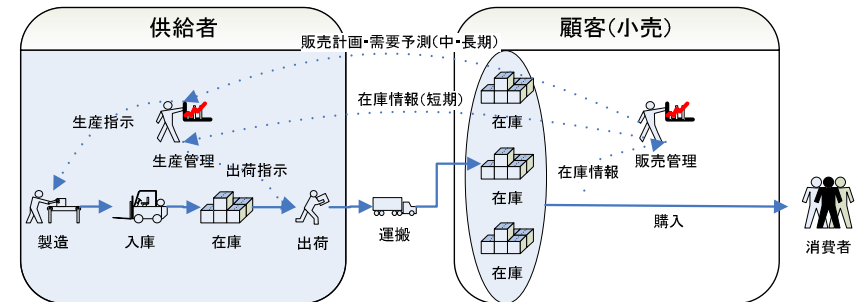 供給者
顧客(小売)
販売計画・需要予測(中・長期)
在庫情報(短期)
生産指示
生産管理
出荷指示
在庫
在庫
在庫
販売管理
在庫情報
製造
入庫
在庫
出荷
運搬
購入
消費者